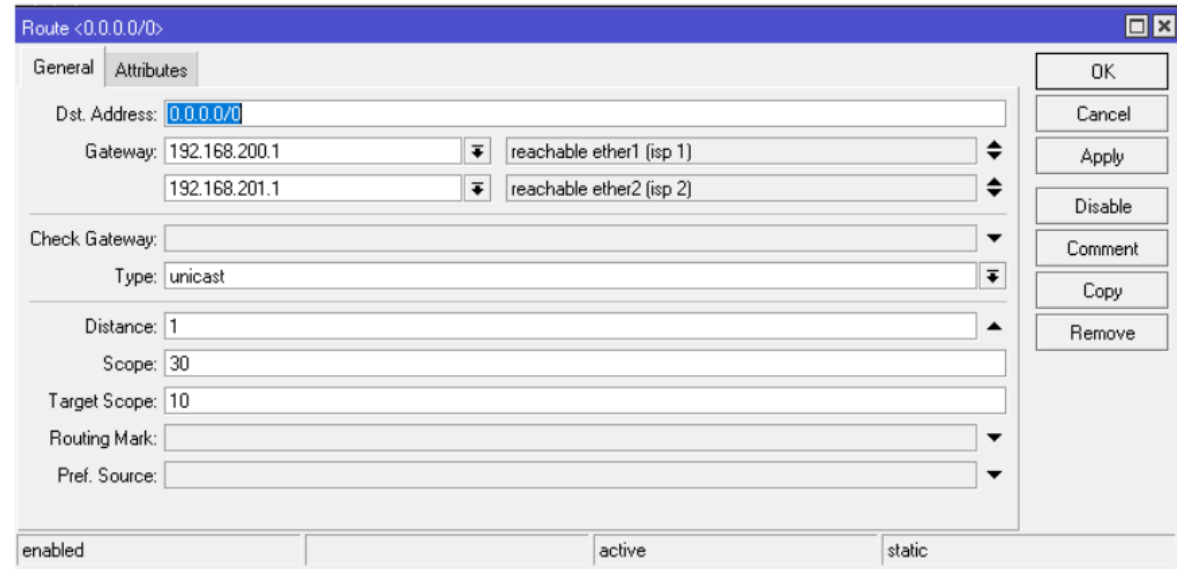 Route <0.0.0.0/0>
General Attributes
OK
Dst. Address: 0.0.0.0/0
Cancel
Gateway: 192.168.200.1 reachable ether1 (isp 1)
Apply
192.168.201.1 reachable ether2 (isp 2)
Disable
Check Gateway:
Comment
Type: unicast
Copy
Distance: 1
Remove
Scope: 30
Target Scope: 10
Routing Mark:
Pref. Source:
enabled active static